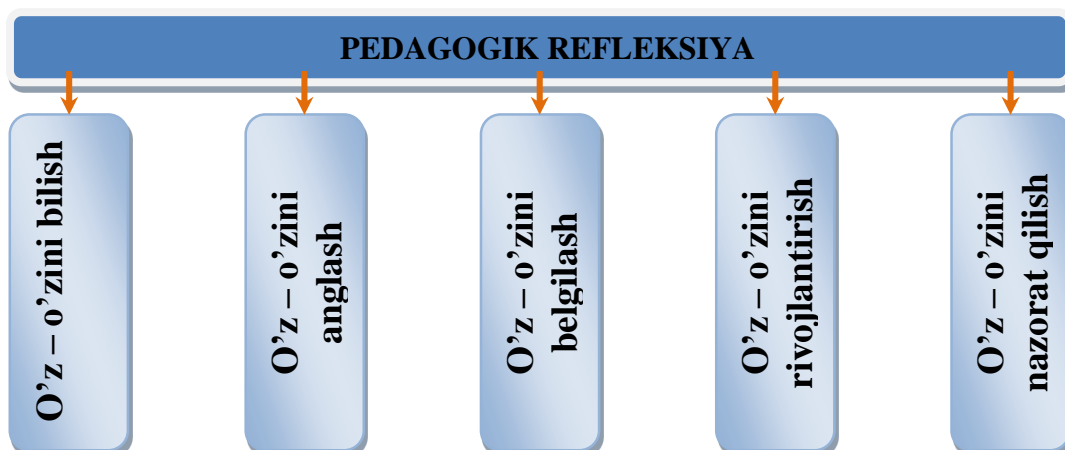 PEDAGOGIK REFLEKSIYA
O’z – o’zini bilish
O’z – o’zini
anglash
O’z – o’zini
belgilash
O’z – o’zini
rivojlantirish
O’z – o’zini
nazorat qilish